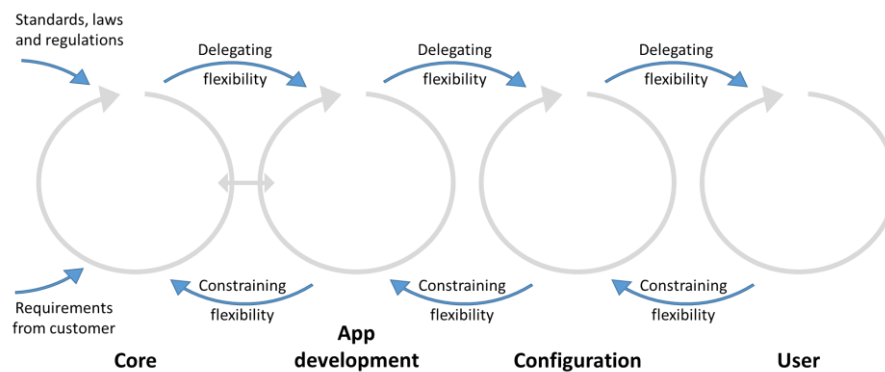 Standards, laws
and regulations
Delegating
flexibility
Delegating
flexibility
Delegating
flexibility
Requirements
from customer
Constraining
flexibility
Constraining
flexibility
Constraining
flexibility
Core
App
development
Configuration
User